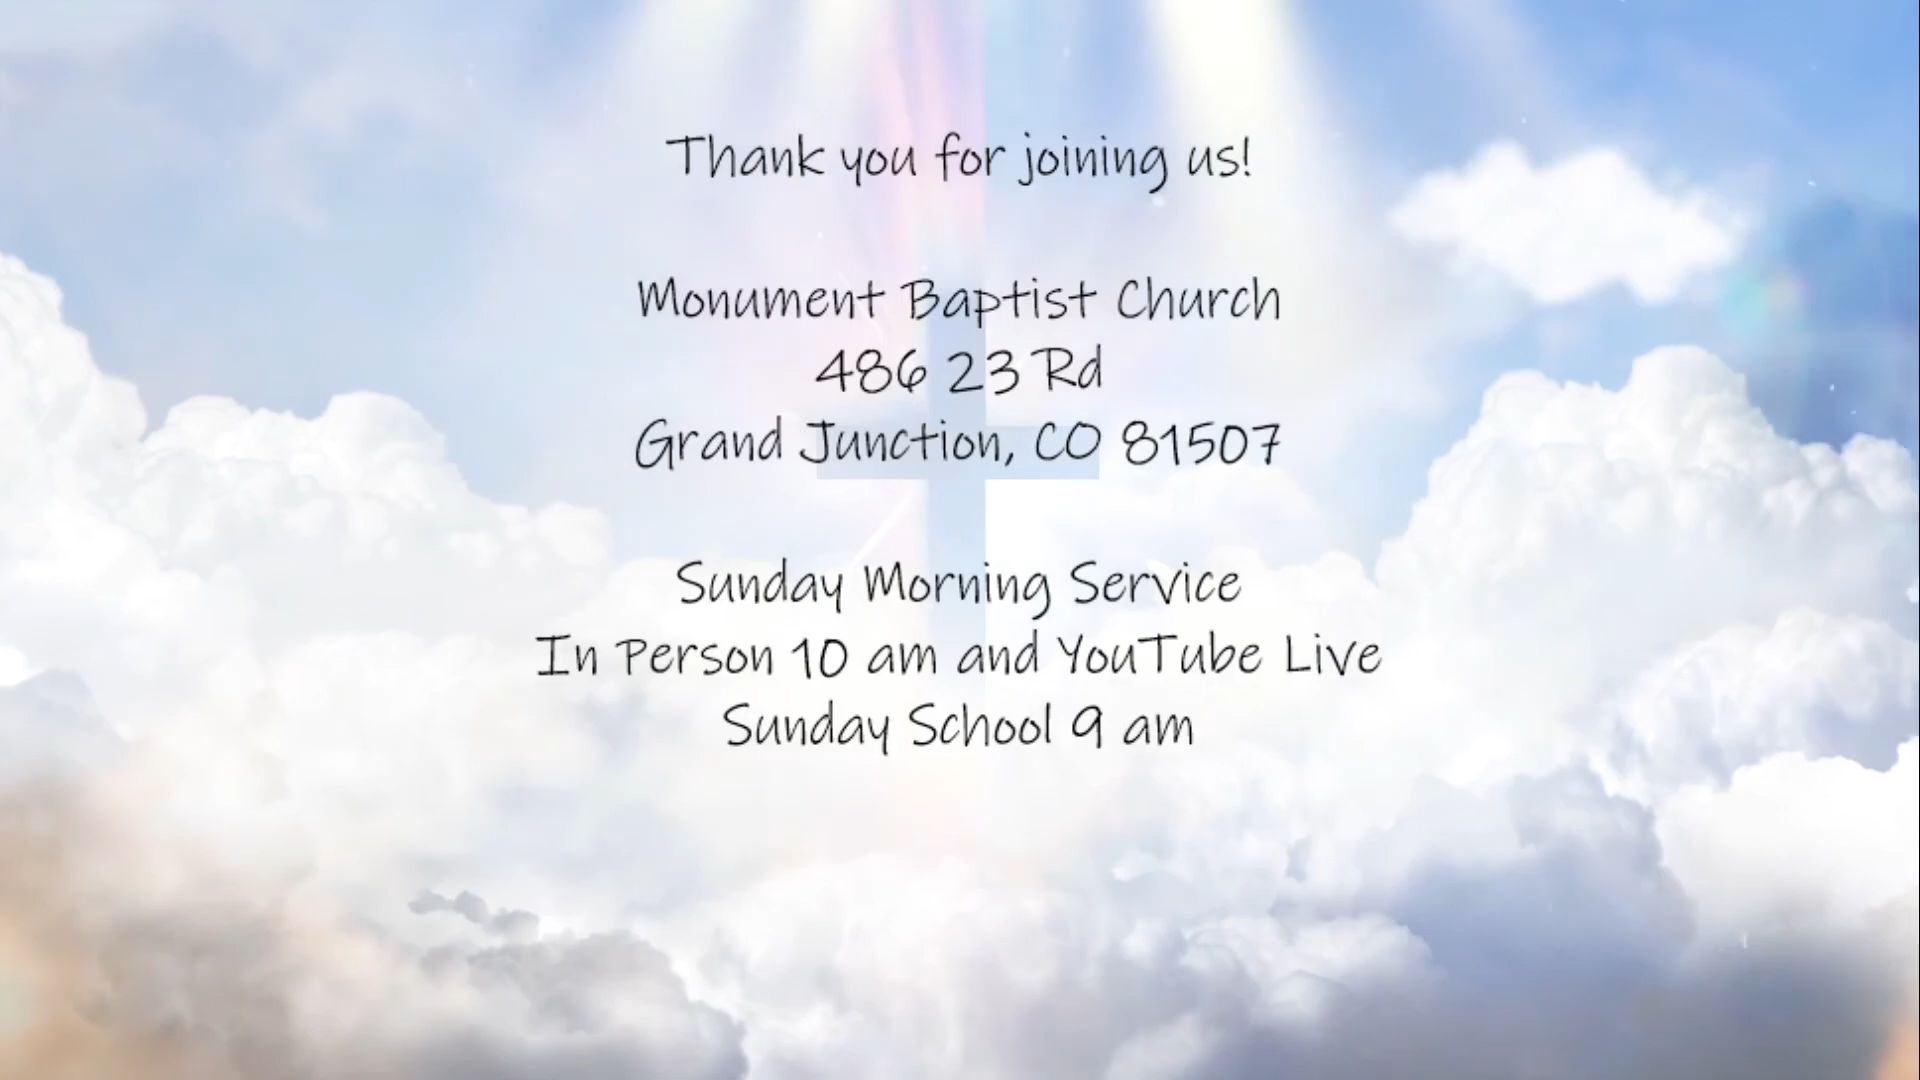 Thank you for joining us!
Monument Baptist Church
486 23 Rd
Grand Junction, CO 81507
Sunday Morning Service
In Person 10 am and YouTube Live
Sunday School 9 am